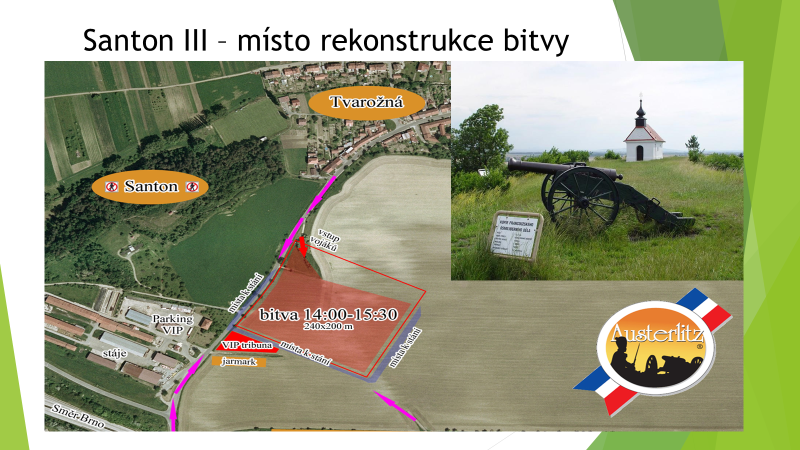 Santon III – místo rekonstrukce bitvy
Tvarožná
Santon
vstup
vojáků
místa k stání
bitva 14:00-15:30
240x200 m
Parking
VIP
VIP tribuna
místa k stání
místa k stání
stáje
jarmark
Směr-Brno
Austerlitz
®